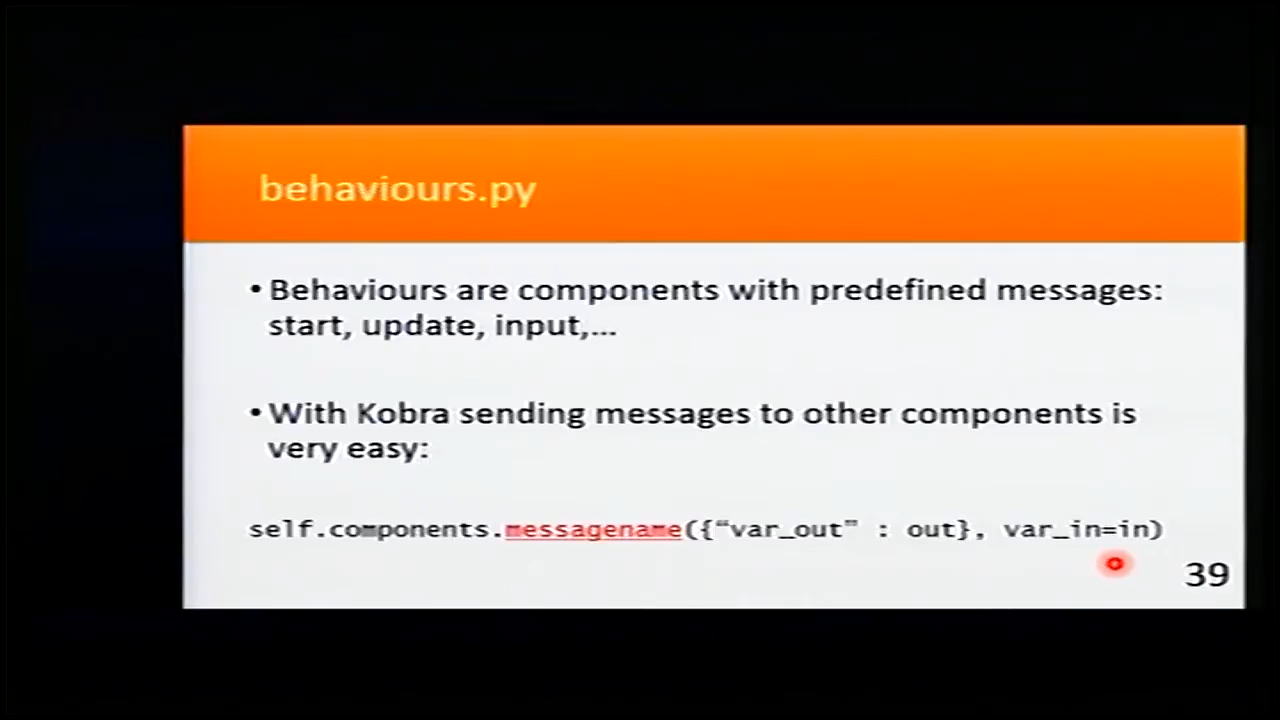 behaviours.py
• Behaviours are components with predefined messages:
start, update, input,...
• With Kobra sending messages to other components is
very easy:
self.components.messagename({“var_out” : out}, var_in=in)
39